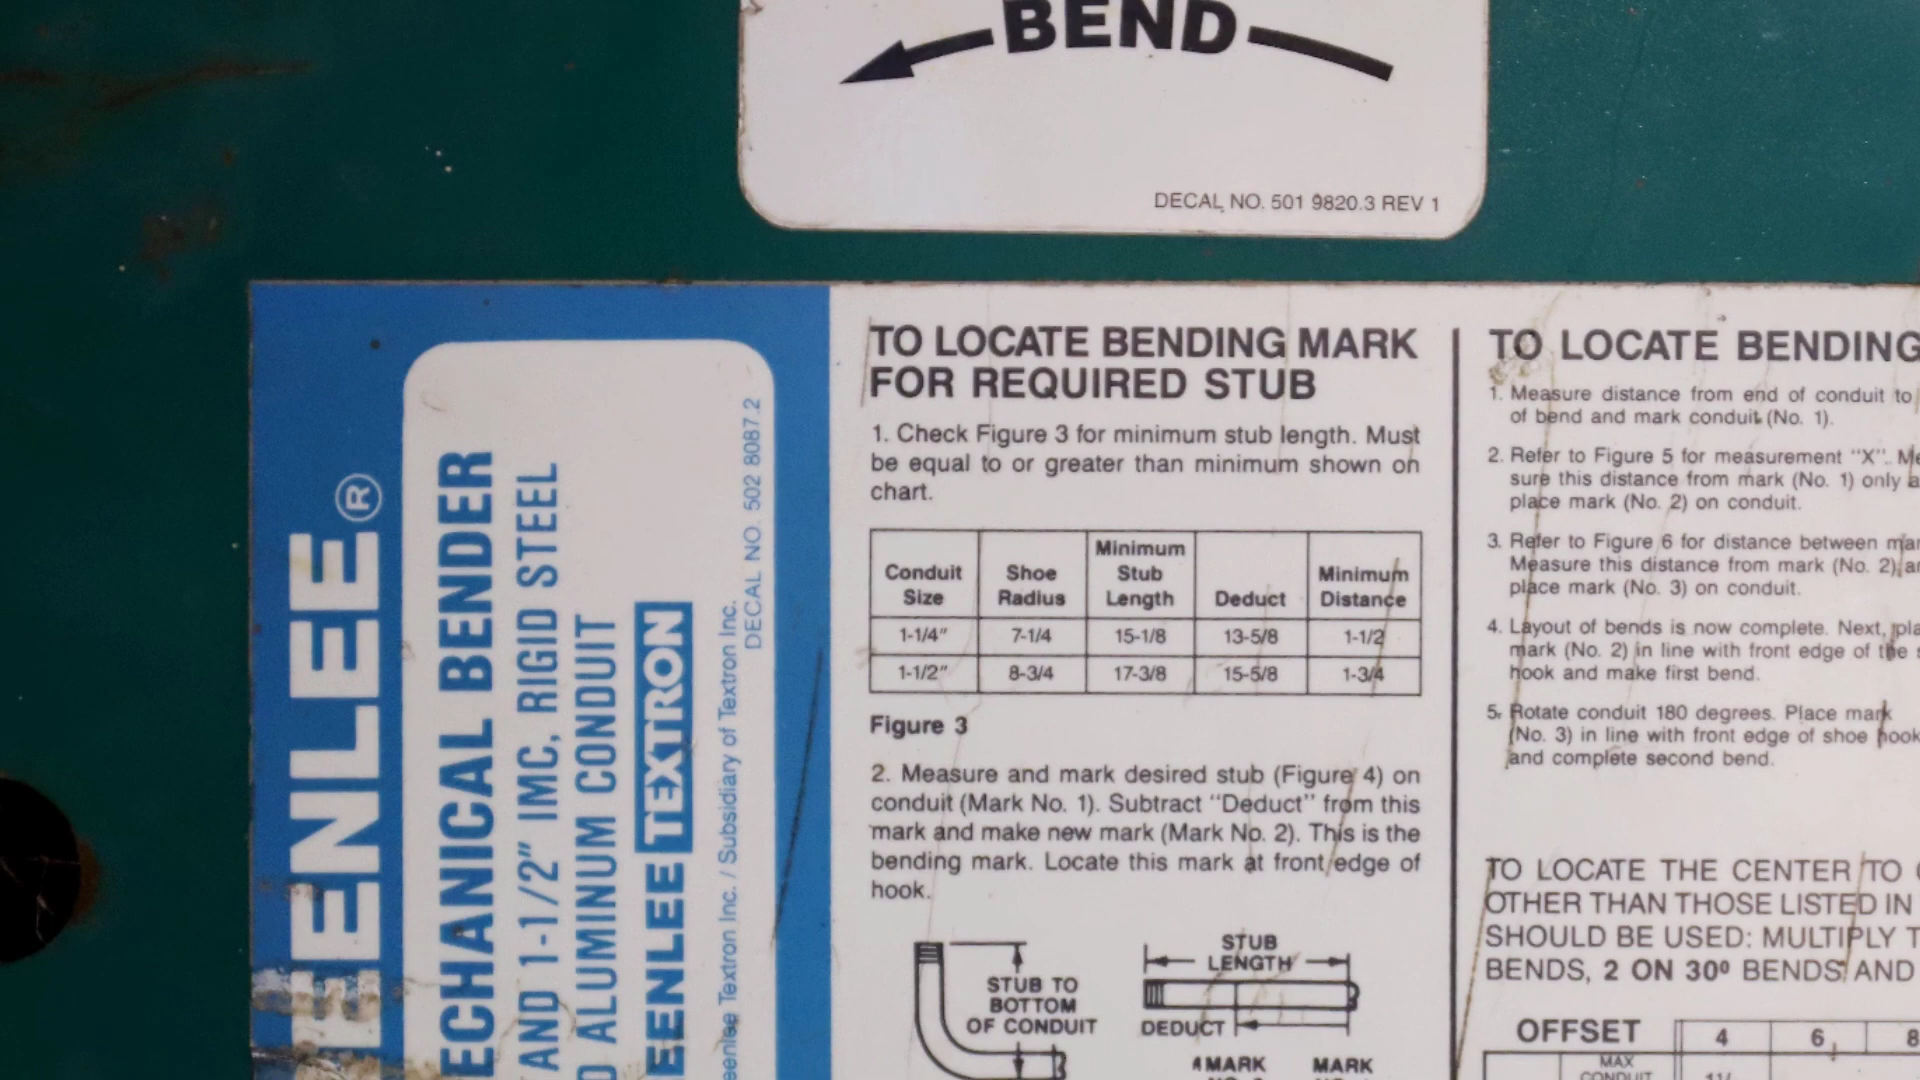 BEND
DECAL NO. 501 9820.3 REV 1
EENLEE®
ECHANICAL BENDER
AND 1-1/2" IMC, RIGID STEEL
ALUMINUM CONDUIT
EENLEE TEXTRON
eenlee Textron Inc. / Subsidiary of Textron Inc.
DECAL NO. 502 8087.2
TO LOCATE BENDING MARK
FOR REQUIRED STUB
1. Check Figure 3 for minimum stub length. Must
be equal to or greater than minimum shown on
chart.
Conduit Size Shoe Radius Minimum Stub Length Deduct Minimum Distance
1-1/4" 7-1/4 15-1/8 13-5/8 1-1/2
1-1/2" 8-3/4 17-3/8 15-5/8 1-3/4
Figure 3
2. Measure and mark desired stub (Figure 4) on
conduit (Mark No. 1). Subtract "Deduct" from this
mark and make new mark (Mark No. 2). This is the
bending mark. Locate this mark at front edge of
hook.
STUB TO
BOTTOM
OF CONDUIT
STUB
LENGTH
DEDUCT
MARK MARK
TO LOCATE BENDING
1. Measure distance from end of conduit to
of bend and mark conduit (No. 1).
2. Refer to Figure 5 for measurement "X". Me
sure this distance from mark (No. 1) only a
place mark (No. 2) on conduit.
3. Refer to Figure 6 for distance between mar
Measure this distance from mark (No. 2) an
place mark (No. 3) on conduit.
4. Layout of bends is now complete. Next, pla
mark (No. 2) in line with front edge of the s
hook and make first bend.
5. Rotate conduit 180 degrees. Place mark
(No. 3) in line with front edge of shoe hook
and complete second bend.
TO LOCATE THE CENTER TO
OTHER THAN THOSE LISTED IN
SHOULD BE USED: MULTIPLY T
BENDS, 2 ON 30º BENDS AND
OFFSET 4 6 8
MAX
CONDUIT